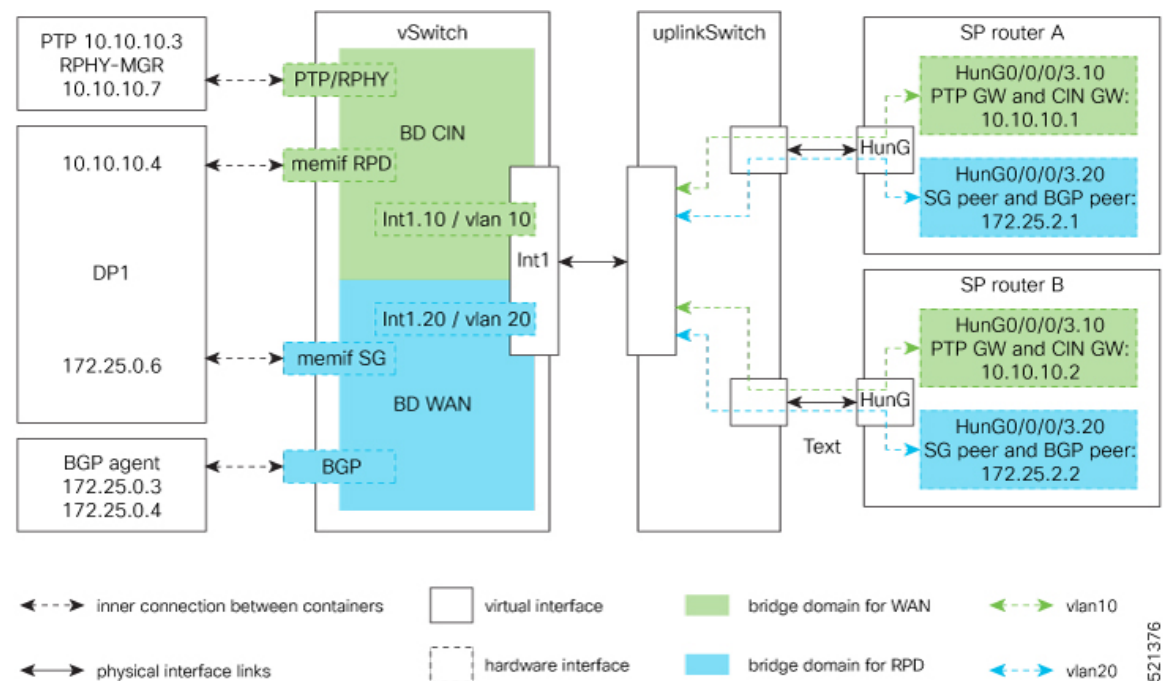 PTP 10.10.10.3
RPHY-MGR
10.10.10.7
10.10.10.4
DP1
172.25.0.6
BGP agent
172.25.0.3
172.25.0.4
vSwitch
PTP/RPHY
BD CIN
memif RPD
Int1.10 / vlan 10
Int1
Int1.20 / vlan 20
memif SG
BD WAN
BGP
uplinkSwitch
HunG
HunG
Text
SP router A
HunG0/0/0/3.10
PTP GW and CIN GW:
10.10.10.1
HunG0/0/0/3.20
SG peer and BGP peer:
172.25.2.1
SP router B
HunG0/0/0/3.10
PTP GW and CIN GW:
10.10.10.2
HunG0/0/0/3.20
SG peer and BGP peer:
172.25.2.2
inner connection between containers
virtual interface
bridge domain for WAN
vlan10
physical interface links
hardware interface
bridge domain for RPD
vlan20
521376